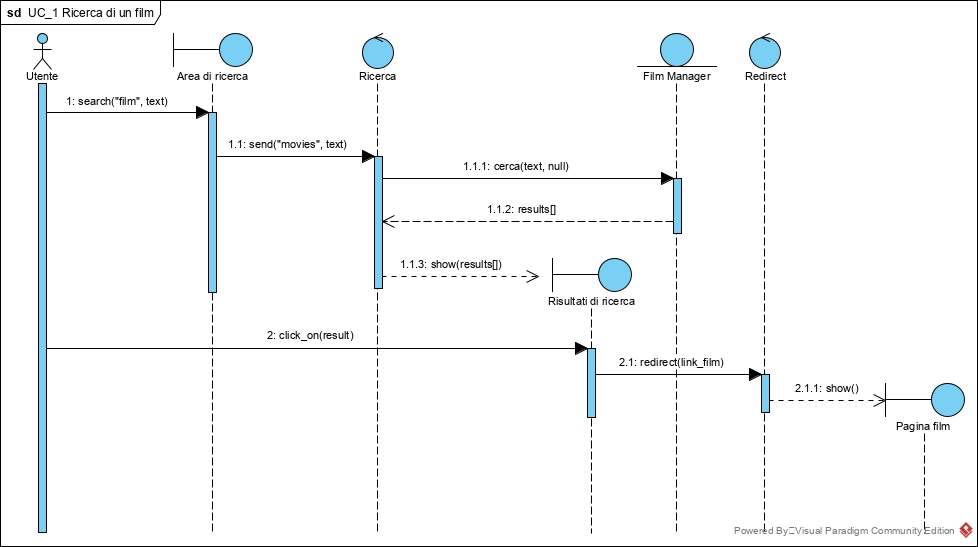 sd UC_1 Ricerca di un film
Utente
Area di ricerca
Ricerca
Film Manager
Redirect
1: search("film", text)
1.1: send("movies", text)
1.1.1: cerca(text, null)
1.1.2: results[]
1.1.3: show(results[])
Risultati di ricerca
2: click_on(result)
2.1: redirect(link_film)
2.1.1: show()
Pagina film
Powered By Visual Paradigm Community Edition